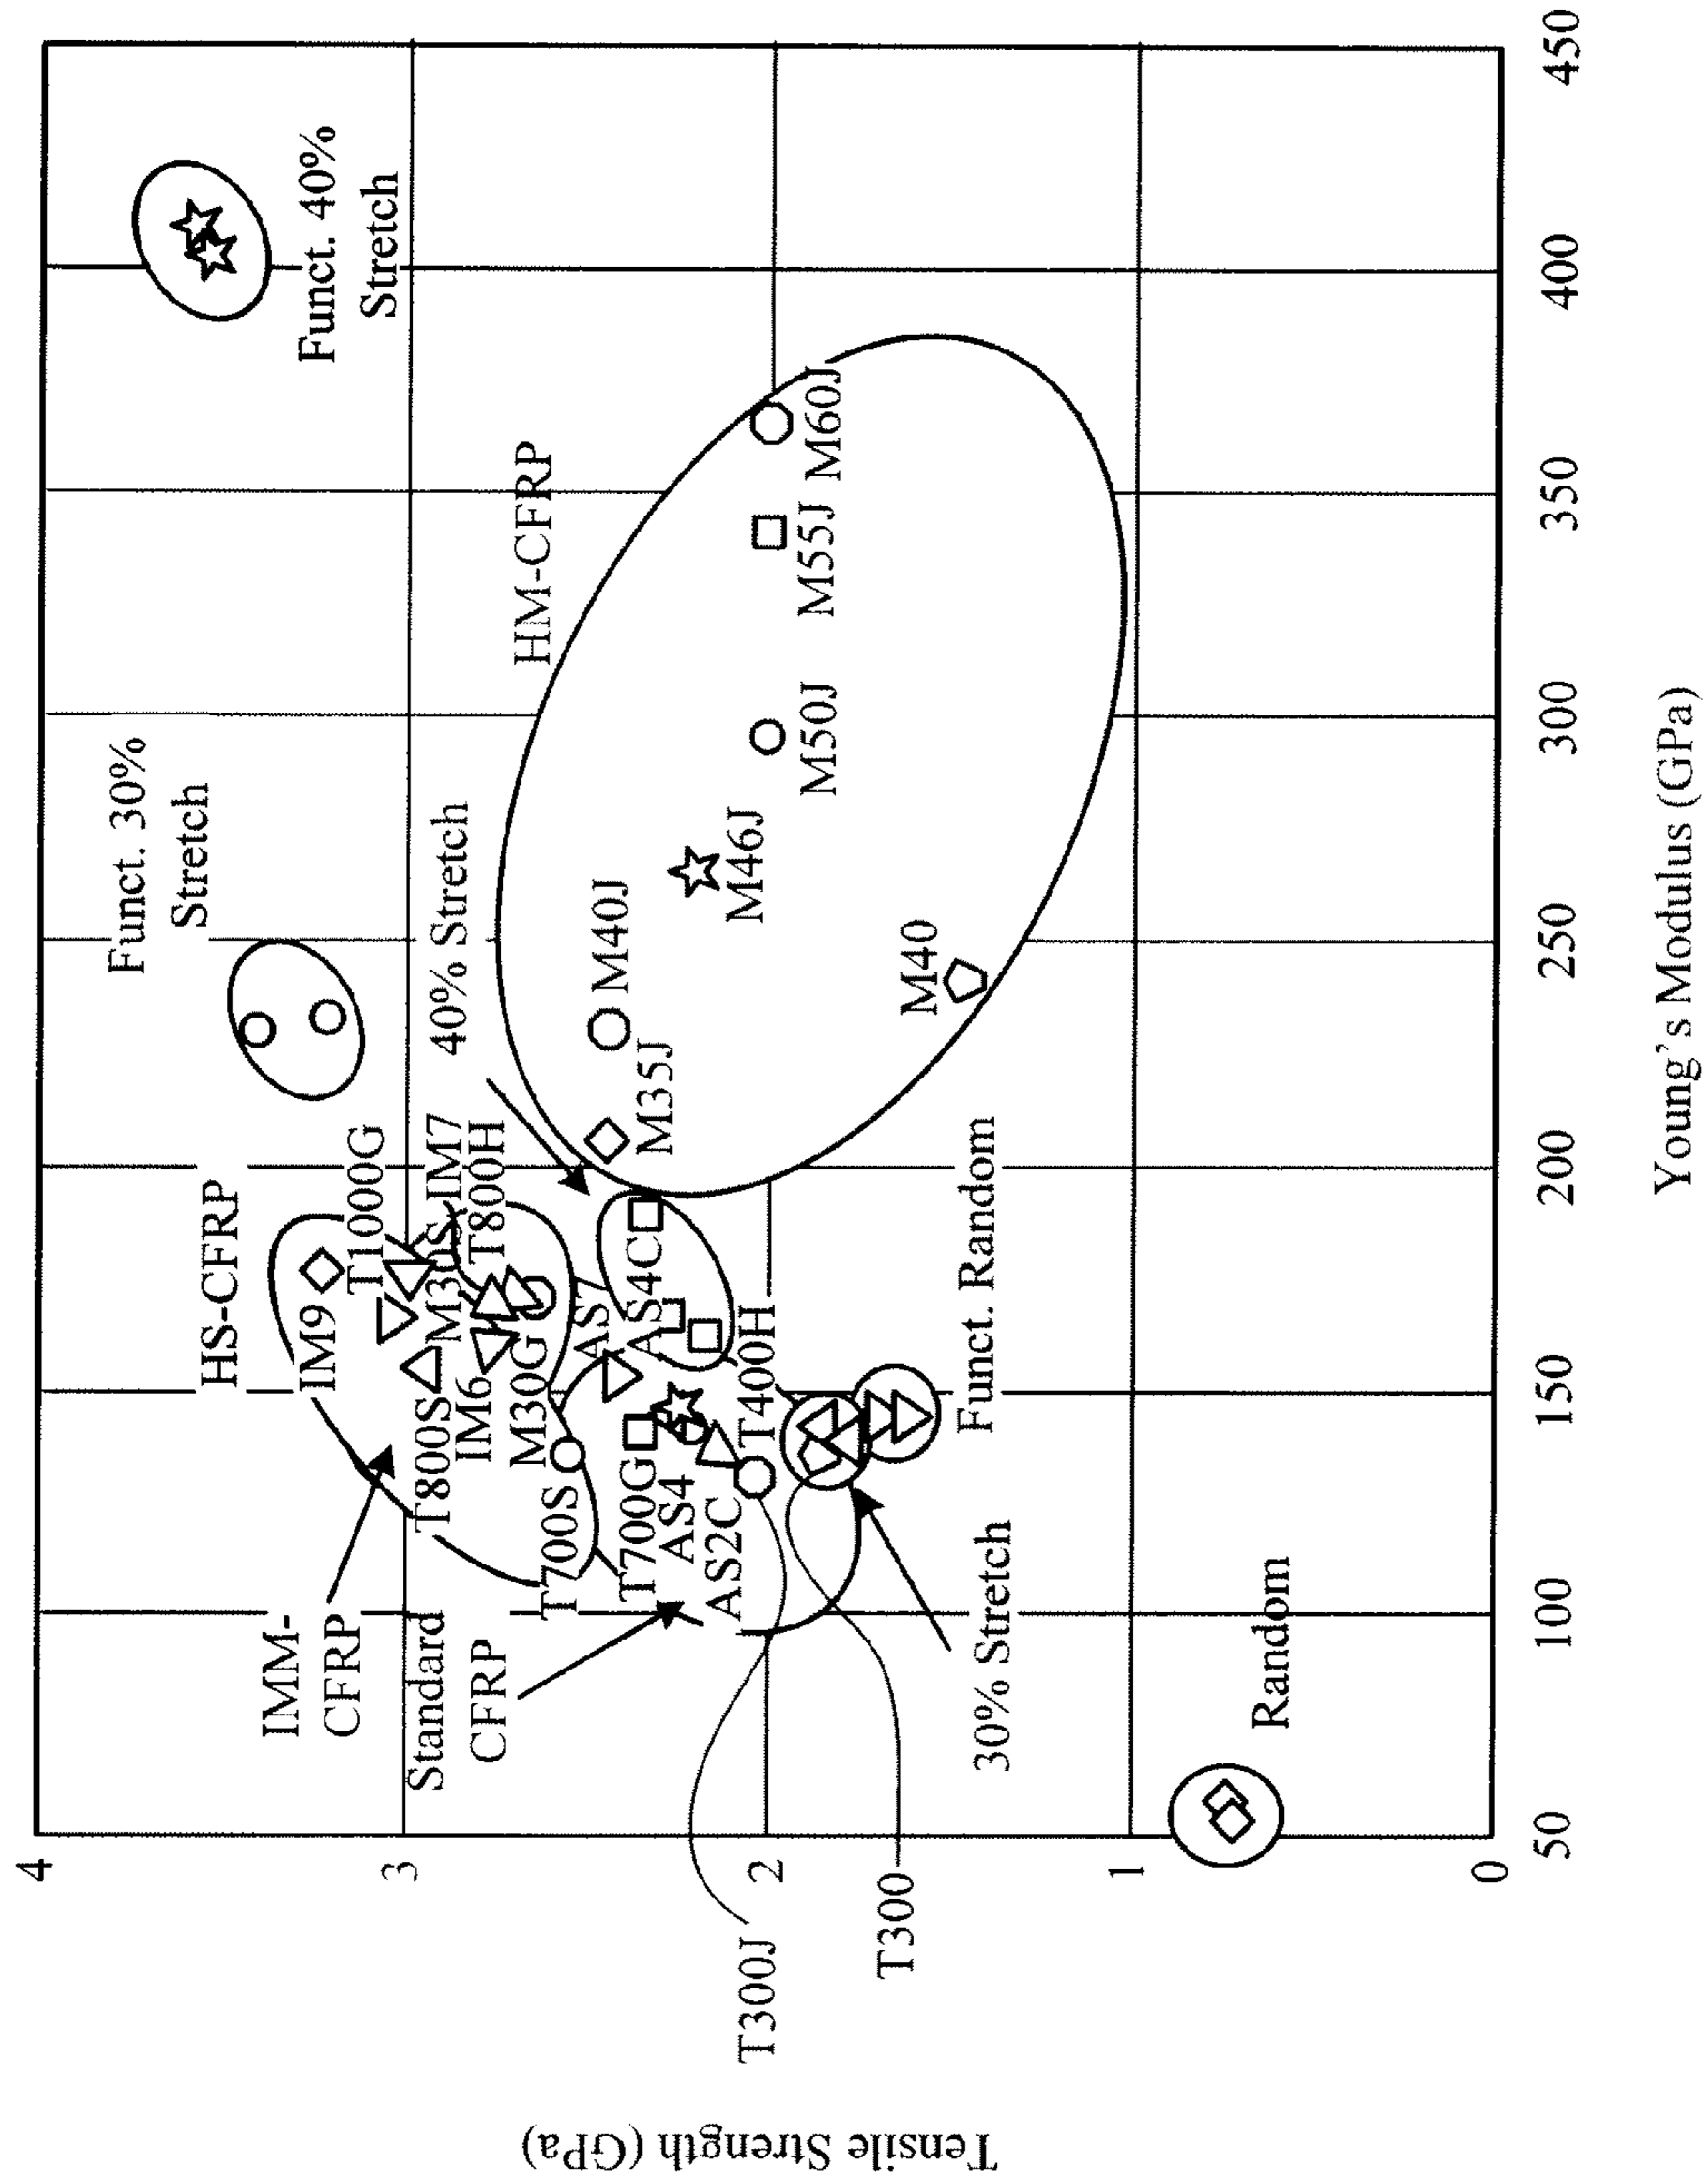 Tensile Strength (GPa)
4
3
2
1
0
50
100
150
200
250
300
350
400
450
Young's Modulus (GPa)
Funct. 40%
Stretch
Funct. 30%
Stretch
40% Stretch
HM-CFRP
M60J
M55J
M50J
M46J
M40J
M40
M35J
HS-CFRP
T1000G
IM7
M30S
T800H
IM9
T800S
IM6
M30G
AS7
AS4C
T400H
Funct. Random
IMM-
CFRP
Standard
CFRP
T700S
T700G
AS4
AS2C
30% Stretch
Random
T300J
T300